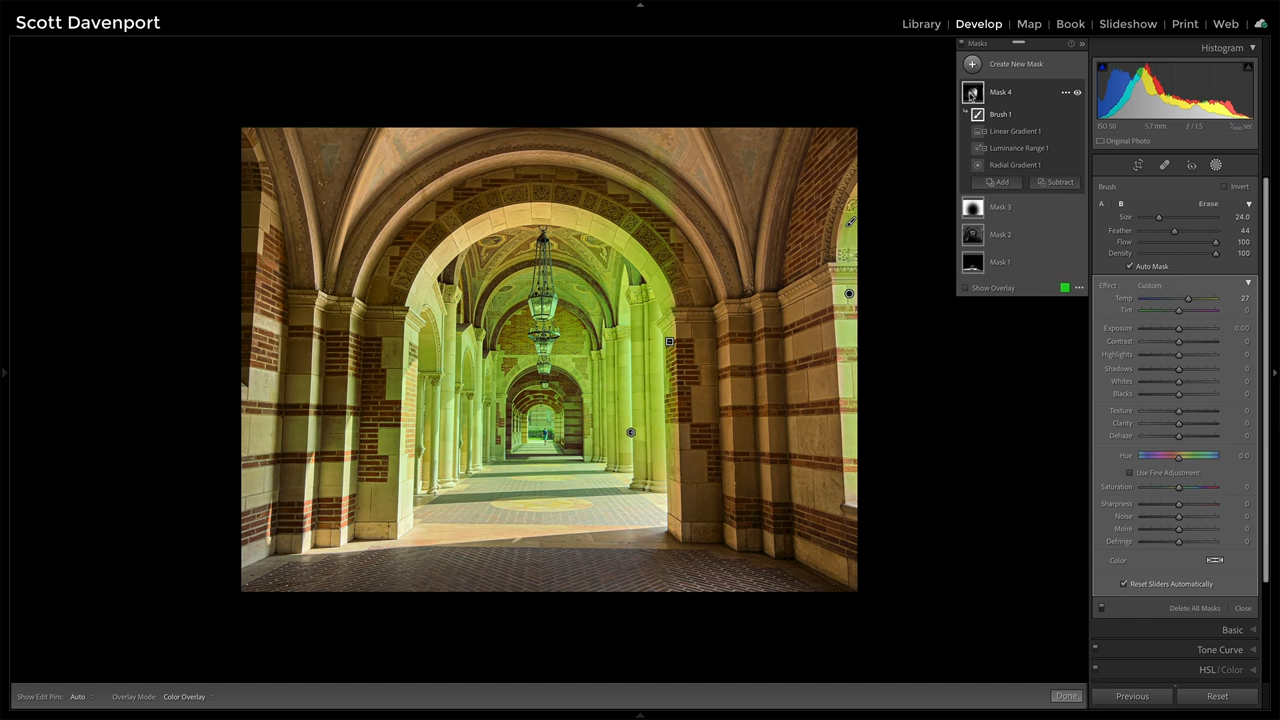 Scott Davenport
Library | Develop | Map | Book | Slideshow | Print | Web
Masks
Create New Mask
Mask 4
Brush 1
Linear Gradient 1
Luminance Range 1
Radial Gradient 1
Add Subtract
Mask 3
Mask 2
Mask 1
Show Overlay
Histogram
ISO 50 5.7 mm ƒ / 1.5 sec
Original Photo
Brush Invert
A B Erase
Size 24.0
Feather 44
Flow 100
Density 100
Auto Mask
Effect : Custom
Temp 27
Tint 0
Exposure 0.00
Contrast 0
Highlights 0
Shadows 0
Whites 0
Blacks 0
Texture 0
Clarity 0
Dehaze 0
Hue 0.0
Use Fine Adjustment
Saturation 0
Sharpness 0
Noise 0
Moiré 0
Defringe 0
Color
Reset Sliders Automatically
Delete All Masks Close
Basic
Tone Curve
HSL / Color
Previous Reset
Show Edit Pins: Auto Overlay Mode: Color Overlay Done